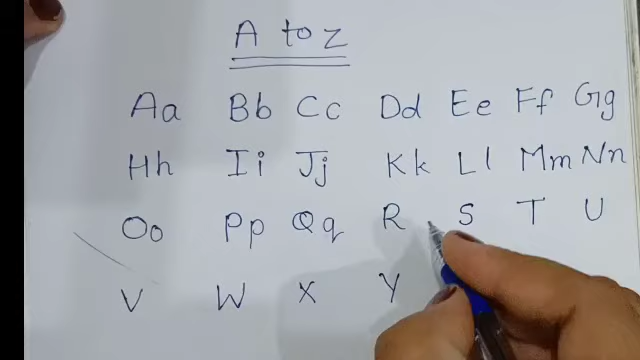 A to Z
Aa Bb Cc Dd Ee Ff Gg
Hh Ii Jj Kk Ll Mm Nn
Oo Pp Qq R S T U
V W X Y